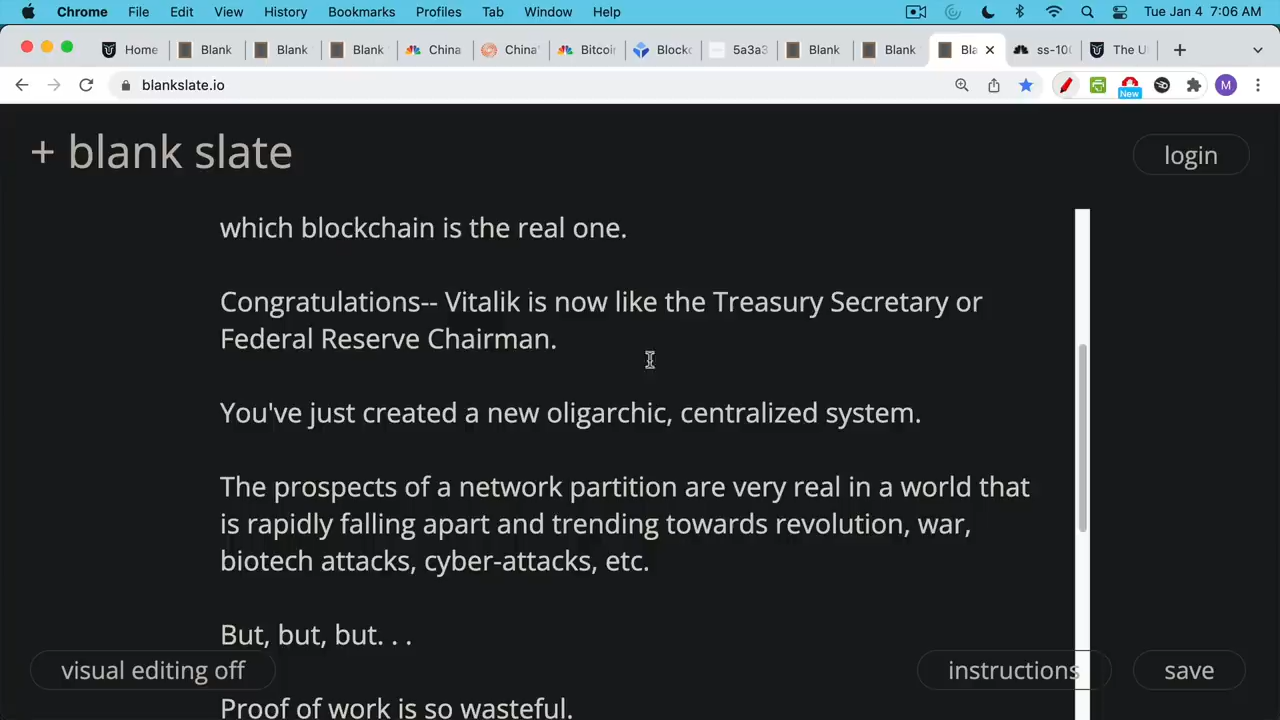 Chrome File Edit View History Bookmarks Profiles Tab Window Help Tue Jan 4 7:06 AM
Home Blank Blank Blank China China' Bitcoin Blockc 5a3a3 Blank Blank Bla ss-100 The U
blankslate.io New M
+ blank slate
login
which blockchain is the real one.
Congratulations-- Vitalik is now like the Treasury Secretary or
Federal Reserve Chairman.
You've just created a new oligarchic, centralized system.
The prospects of a network partition are very real in a world that
is rapidly falling apart and trending towards revolution, war,
biotech attacks, cyber-attacks, etc.
But, but, but. . .
visual editing off instructions save
Proof of work is so wasteful.